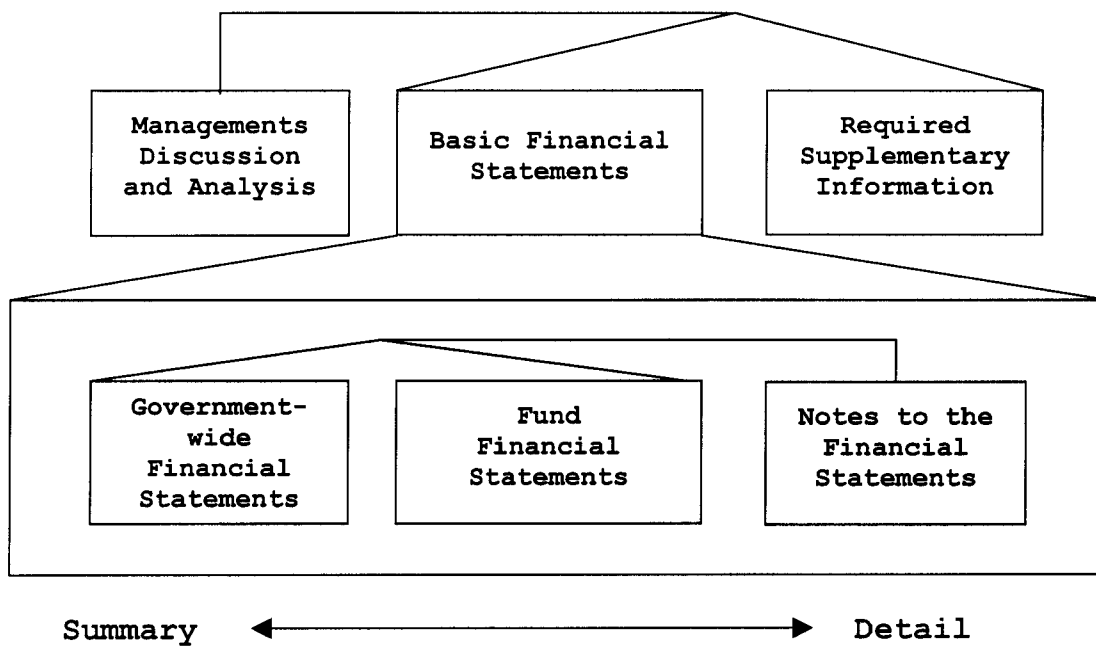 Managements
Discussion
and Analysis
Basic Financial
Statements
Required
Supplementary
Information
Government-
wide
Financial
Statements
Fund
Financial
Statements
Notes to the
Financial
Statements
Summary
Detail